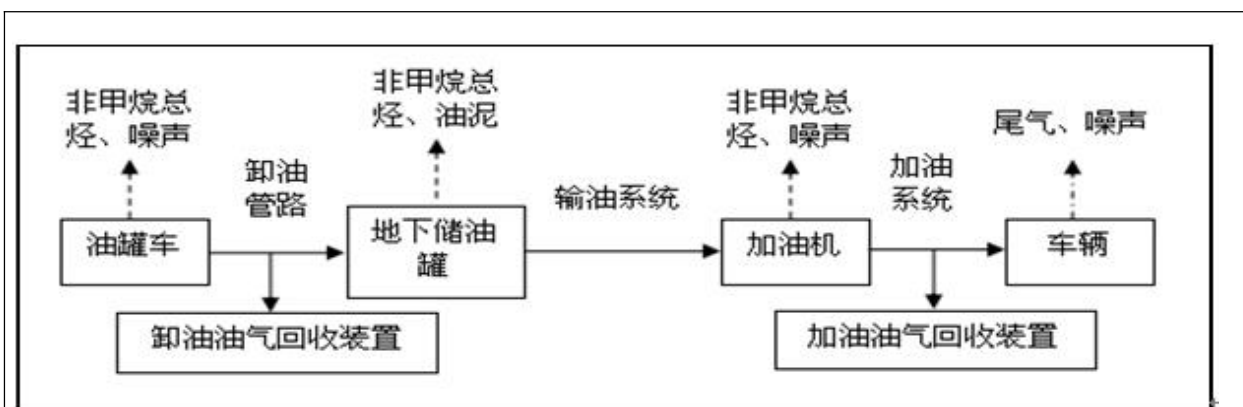 非甲烷总
烃、噪声
非甲烷总
烃、油泥
非甲烷总
烃、噪声
尾气、噪声
卸油
管路
输油系统
加油
系统
油罐车
地下储油
罐
加油机
车辆
卸油油气回收装置
加油油气回收装置